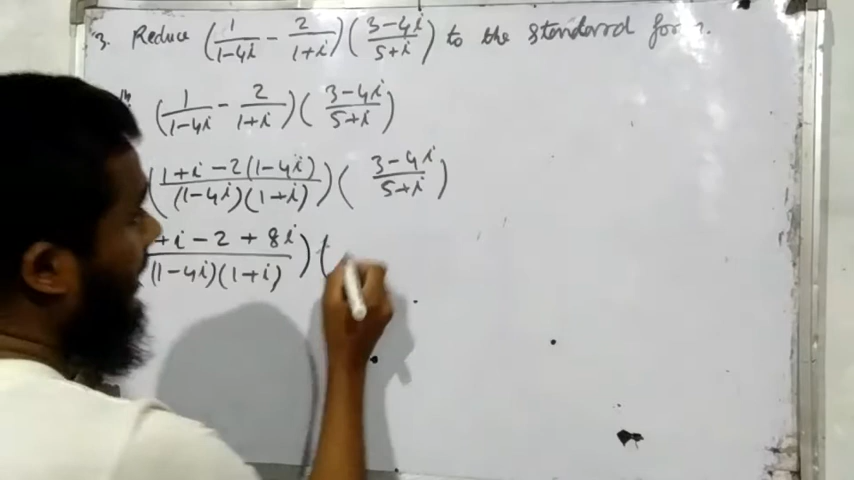 3. Reduce (1/(1-4i) - 2/(1+i))((3-4i)/(5+i)) to the standard form.
(1/(1-4i) - 2/(1+i))((3-4i)/(5+i))
((1+i-2(1-4i))/((1-4i)(1+i)))((3-4i)/(5+i))
+i-2+8i/((1-4i)(1+i)))(